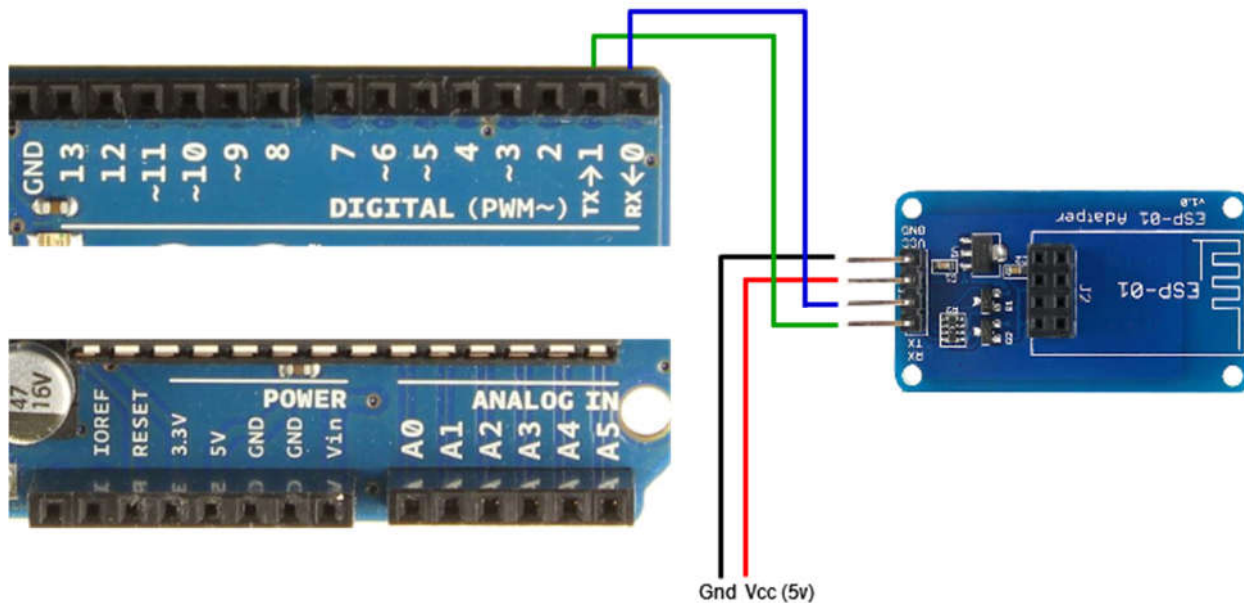 GND
13
12
~11
~10
~9
8
7
~6
~5
4
~3
2
TX→1
RX←0
DIGITAL (PWM~)
v1.0
ESP-01 Adatper
GND
VCC
J2
ESP-01
TX
RX
47
16V
IOREF
RESET
3.3V
5V
GND
GND
Vin
POWER
A0
A1
A2
A3
A4
A5
ANALOG IN
Gnd Vcc (5v)